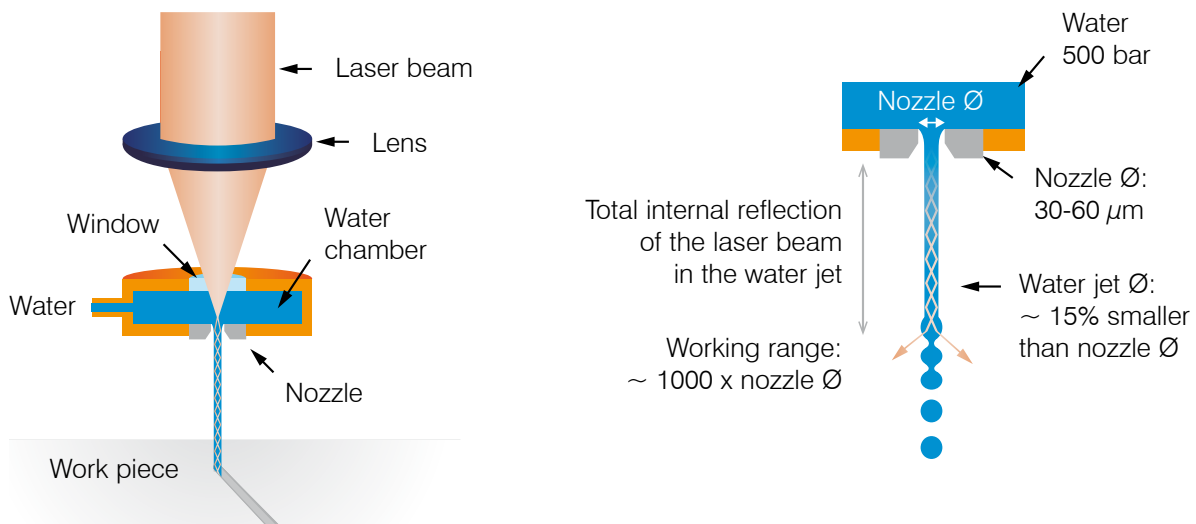 Laser beam
Lens
Window
Water
chamber
Water
Nozzle
Work piece
Water
500 bar
Nozzle Ø
Nozzle Ø:
30-60 µm
Total internal reflection
of the laser beam
in the water jet
Water jet Ø:
~ 15% smaller
than nozzle Ø
Working range:
~ 1000 x nozzle Ø